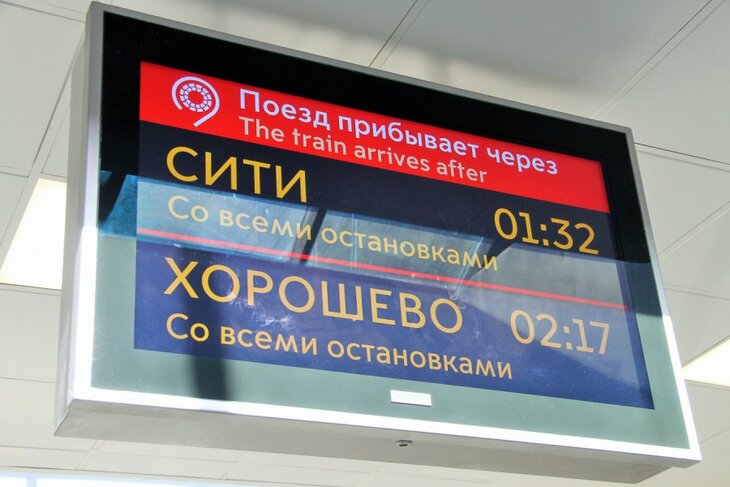 Поезд прибывает через
The train arrives after
СИТИ 01:32
Со всеми остановками
ХОРОШЕВО 02:17
Со всеми остановками